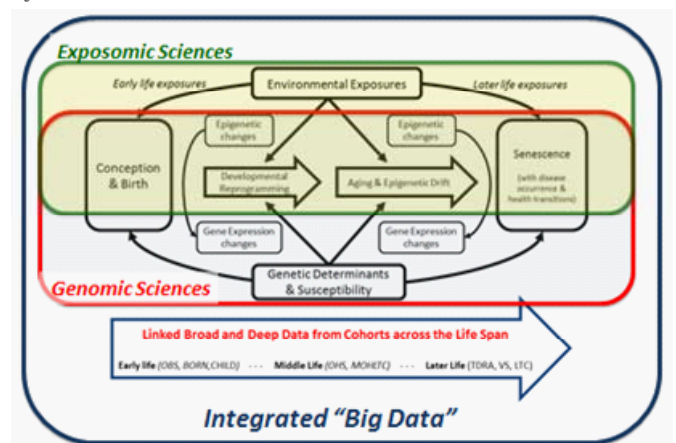 Exposomic Sciences
Early life exposures
Environmental Exposures
Later life exposures
Epigenetic
changes
Epigenetic
changes
Conception
& Birth
Developmental
Reprogramming
Aging & Epigenetic Drift
Senescence
(with disease
occurrence &
health transitions)
Gene Expression
changes
Gene Expression
changes
Genetic Determinants
& Susceptibility
Genomic Sciences
Linked Broad and Deep Data from Cohorts across the Life Span
Early life (OBS, BORN,CHILD) - - - Middle Life (OHS, MOHLTC) - - - Later Life (TDRA, VS, LTC)
Integrated “Big Data”